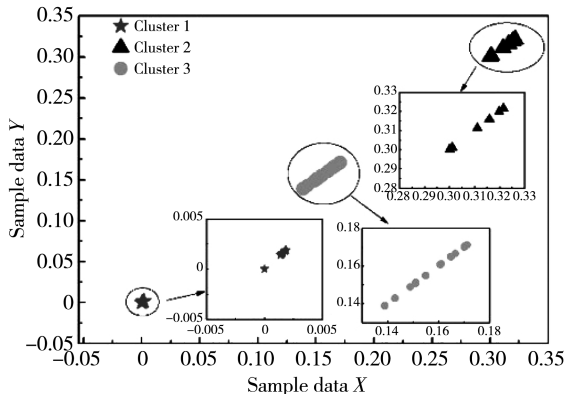 0.35
0.30
0.25
0.20
0.15
0.10
0.05
0
−0.05
Sample data Y
Cluster 1
Cluster 2
Cluster 3
0.33
0.32
0.31
0.30
0.29
0.28
0.28 0.29 0.30 0.31 0.32 0.33
0.005
0
−0.005
−0.005 0 0.005
0.18
0.16
0.14
0.14 0.16 0.18
−0.05 0 0.05 0.10 0.15 0.20 0.25 0.30 0.35
Sample data X